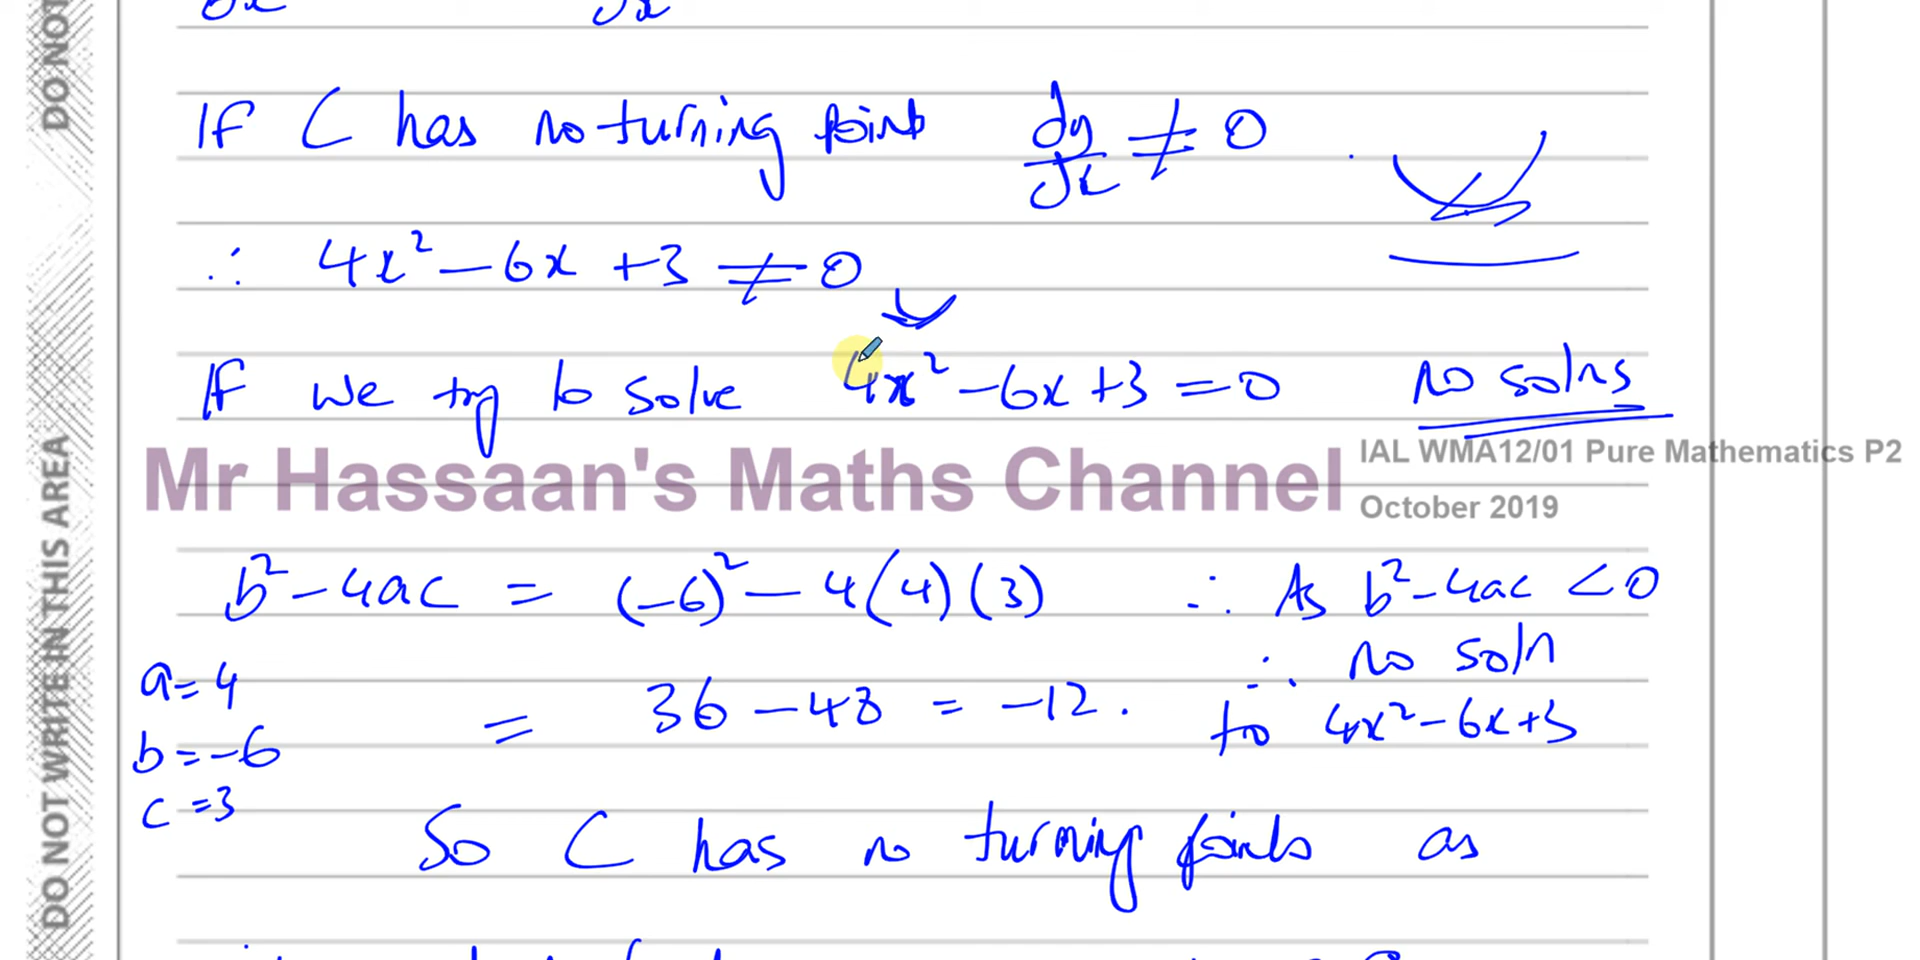 If C has no turning points dy/dx ≠ 0
∴ 4x² - 6x + 3 ≠ 0
If we try to solve 4x² - 6x + 3 = 0 no solns
Mr Hassaan's Maths Channel
IAL WMA12/01 Pure Mathematics P2
October 2019
b² - 4ac = (-6)² - 4(4)(3) ∴ As b² - 4ac < 0
a = 4
b = -6
c = 3
= 36 - 48 = -12.
∴ no soln
to 4x² - 6x + 3
So C has no turning points as
DO NOT
DO NOT WRITE IN THIS AREA